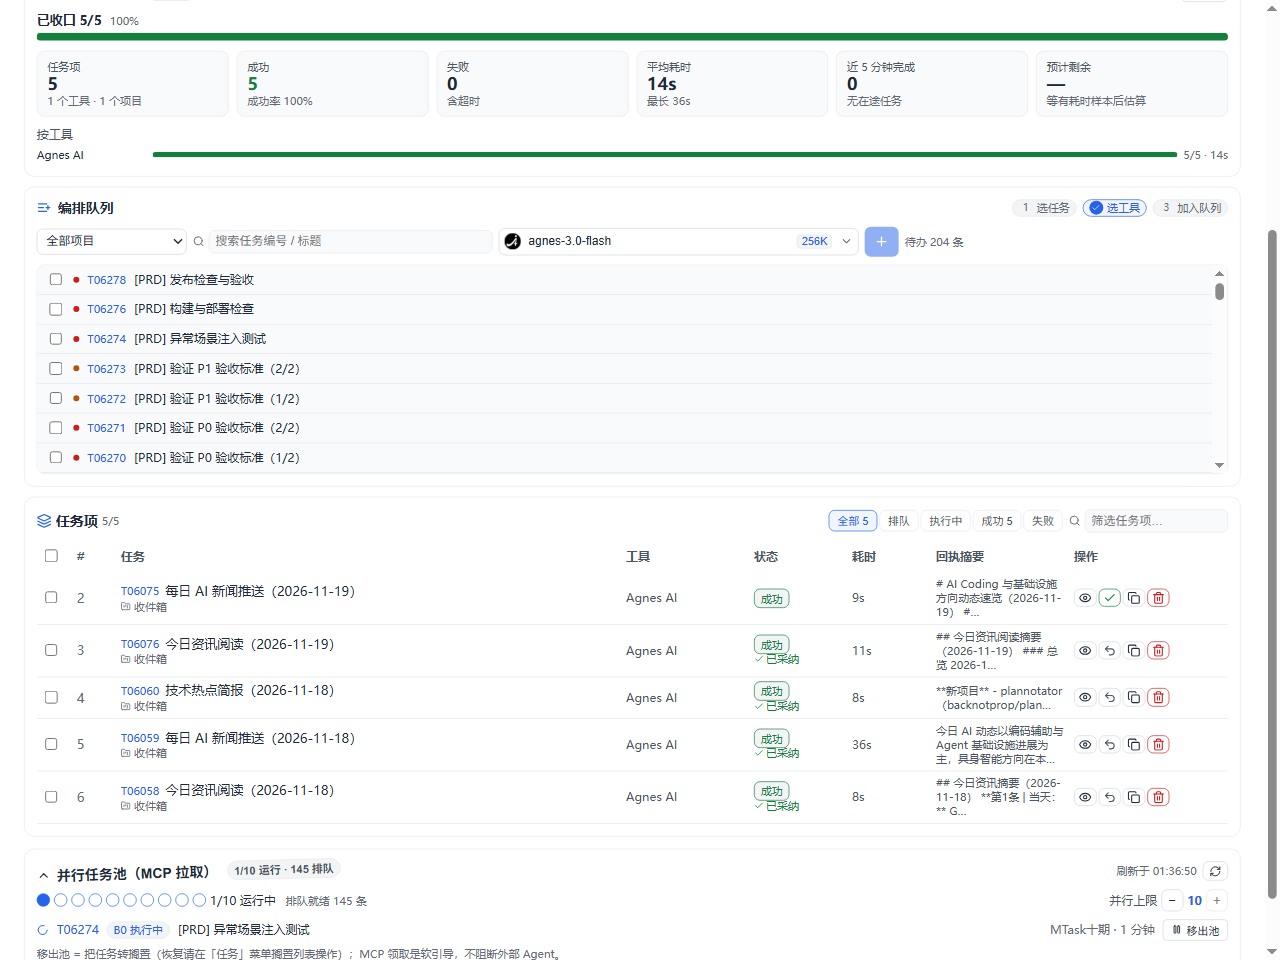 已收口 5/5 100%
任务项 成功 失败 平均耗时 近 5 分钟完成 预计剩余
5 5 0 14s 0 —
1 个工具 · 1 个项目 成功率 100% 含超时 最长 36s 无在途任务 等有耗时样本后估算
按工具
Agnes AI 5/5 · 14s
编排队列 1 选任务 选工具 3 加入队列
全部项目 搜索任务编号 / 标题 agnes-3.0-flash 256K + 待办 204 条
T06278 [PRD] 发布检查与验收
T06276 [PRD] 构建与部署检查
T06274 [PRD] 异常场景注入测试
T06273 [PRD] 验证 P1 验收标准（2/2）
T06272 [PRD] 验证 P1 验收标准（1/2）
T06271 [PRD] 验证 P0 验收标准（2/2）
T06270 [PRD] 验证 P0 验收标准（1/2）
任务项 5/5 全部 5 排队 执行中 成功 5 失败 筛选任务项...
# 任务 工具 状态 耗时 回执摘要 操作
2 T06075 每日 AI 新闻推送（2026-11-19） Agnes AI 成功 9s
收件箱
# AI Coding 与基础设施
方向动态速览（2026-11-
19） #...
3 T06076 今日资讯阅读（2026-11-19） Agnes AI 成功 11s
收件箱 已采纳
## 今日资讯阅读摘要
（2026-11-19） ### 总
览 2026-1...
4 T06060 技术热点简报（2026-11-18） Agnes AI 成功 8s
收件箱 已采纳
**新项目** - plannotator
（backnotprop/plan...
5 T06059 每日 AI 新闻推送（2026-11-18） Agnes AI 成功 36s
收件箱 已采纳
今日 AI 动态以编码辅助与
Agent 基础设施进展为
主，具身智能方向在本...
6 T06058 今日资讯阅读（2026-11-18） Agnes AI 成功 8s
收件箱 已采纳
## 今日资讯摘要（2026-
11-18） **第1条 | 当天:
** G...
并行任务池（MCP 拉取） 1/10 运行 · 145 排队 刷新于 01:36:50
1/10 运行中 排队就绪 145 条 并行上限 − 10 +
T06274 B0 执行中 [PRD] 异常场景注入测试 MTask十期 · 1 分钟 移出池
移出池 = 把任务转搁置（恢复请在「任务」菜单搁置列表操作）；MCP 领取是软引导，不阻断外部 Agent。